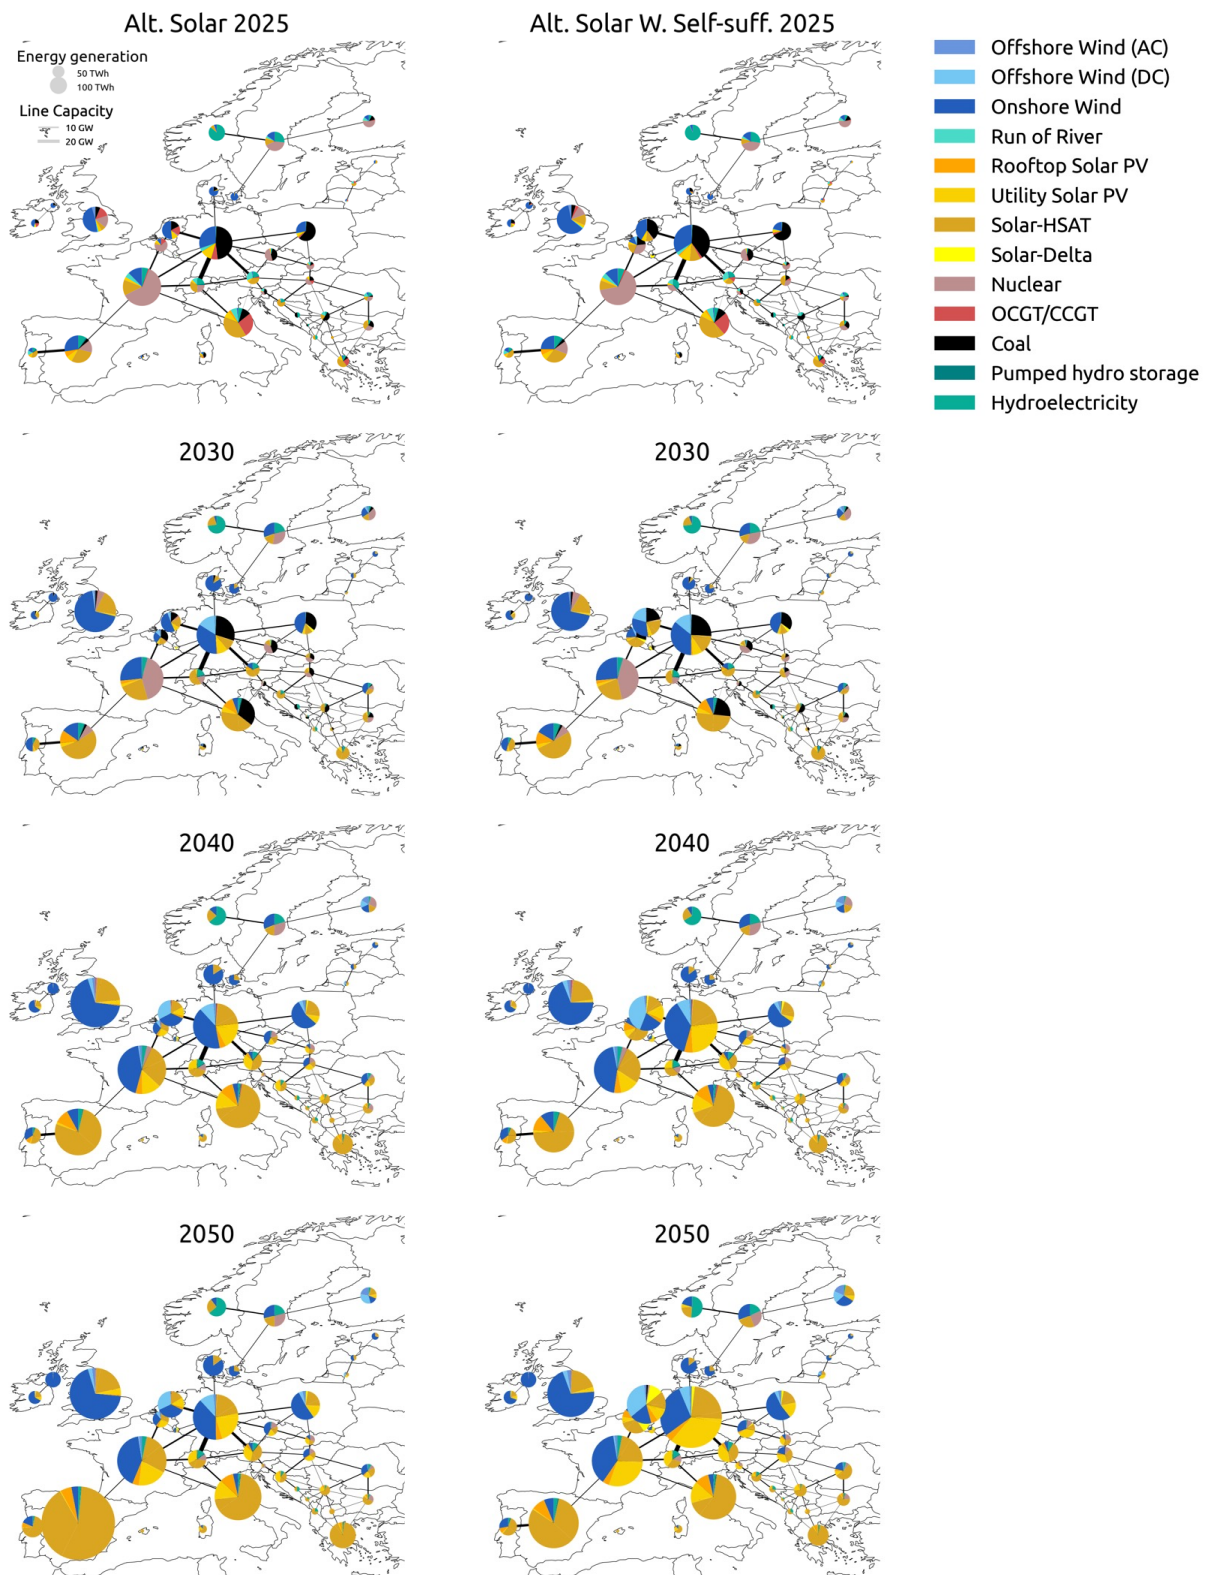 Alt. Solar 2025
Alt. Solar W. Self-suff. 2025
Energy generation
50 TWh
100 TWh
Line Capacity
10 GW
20 GW
Offshore Wind (AC)
Offshore Wind (DC)
Onshore Wind
Run of River
Rooftop Solar PV
Utility Solar PV
Solar-HSAT
Solar-Delta
Nuclear
OCGT/CCGT
Coal
Pumped hydro storage
Hydroelectricity
2030
2030
2040
2040
2050
2050